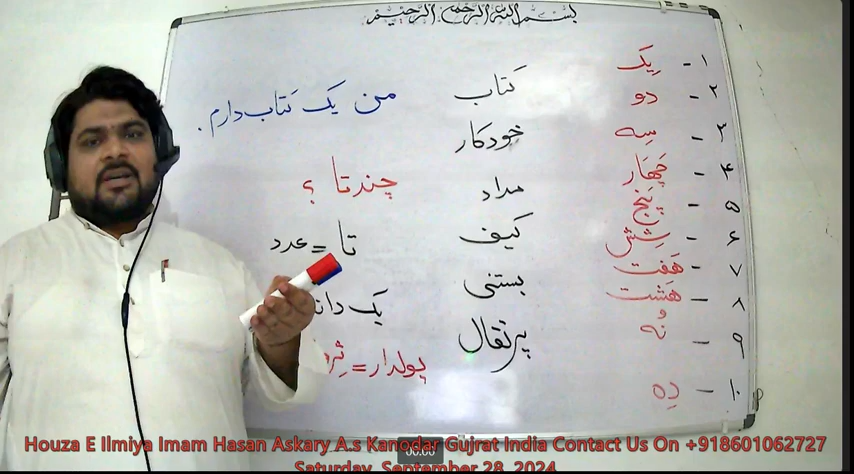 بسم الله الرحمن الرحیم
۱- یک
۲- دو
۳- سه
۴- چهار
۵- پنج
۶- شش
۷- هفت
۸- هشت
۹- نه
۱۰- ده
کتاب
خودکار
مداد
کیف
بستنی
پرتقال
من یک کتاب دارم.
چندتا ؟
تا = عدد
یک
پولدار =
Houza E Ilmiya Imam Hasan Askary A.s Kanodar Gujrat India Contact Us On +918601062727
Saturday, September 28, 2024